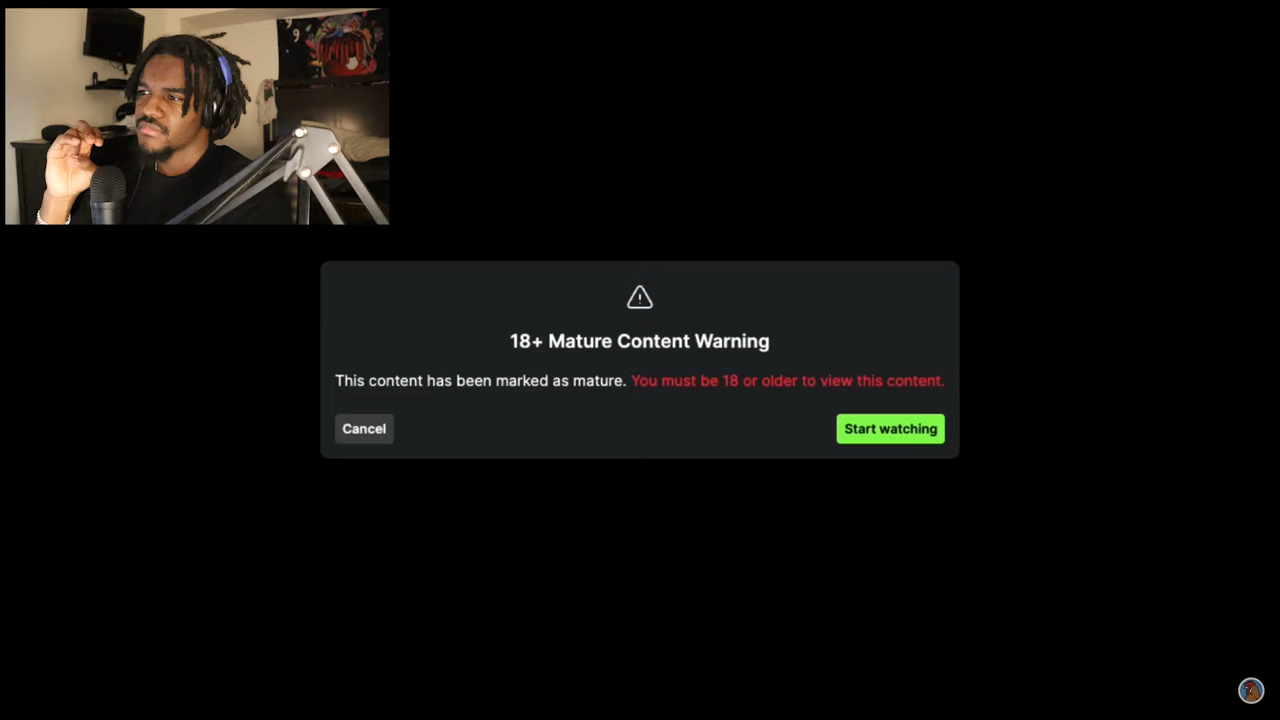 99
18+ Mature Content Warning
This content has been marked as mature. You must be 18 or older to view this content.
Cancel
Start watching